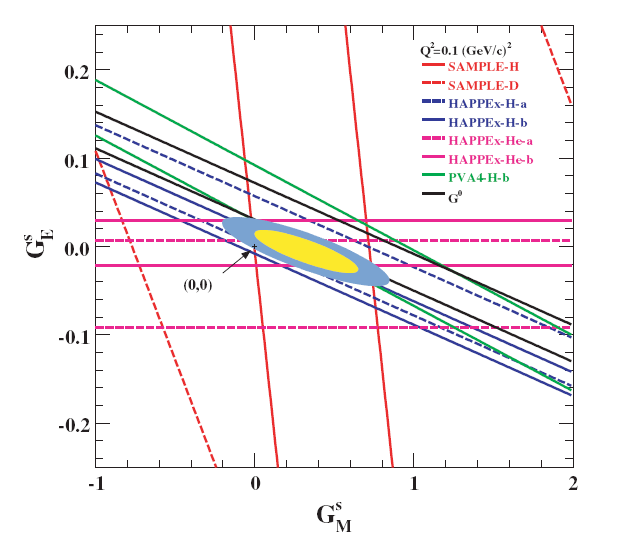 Q²=0.1 (GeV/c)²
SAMPLE-H
SAMPLE-D
HAPPEx-H-a
HAPPEx-H-b
HAPPEx-He-a
HAPPEx-He-b
PVA4-H-b
G⁰
0.2
0.1
0.0
-0.1
-0.2
G^s_E
(0,0)
-1 0 1 2
G^s_M